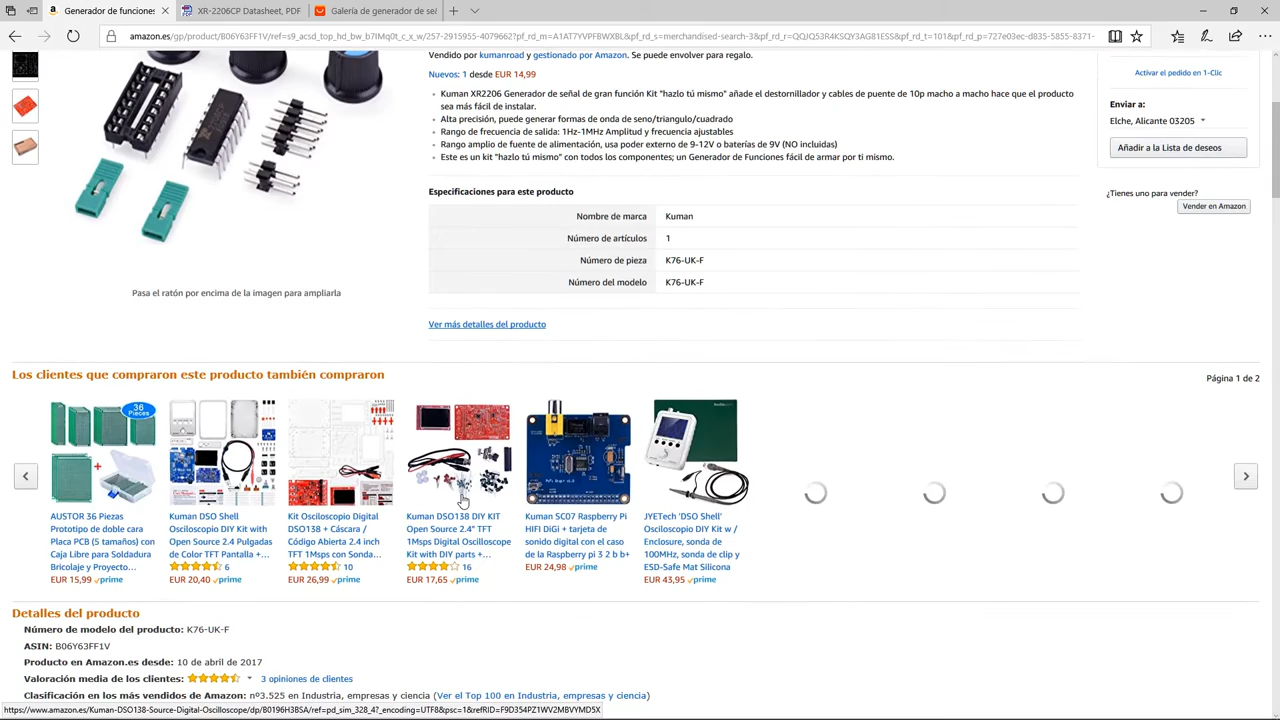 Generador de funciones
XR-2206CP Datasheet, PDF
Galería de generador de sei
amazon.es/gp/product/B06Y63FF1V/ref=s9_acsd_top_hd_bw_b7IMq0t_c_x_w/257-2915955-4079662?pf_rd_m=A1AT7YVPFBWXBL&pf_rd_s=merchandised-search-3&pf_rd_r=QQJQ53R4KSQY3AG81ESS&pf_rd_t=101&pf_rd_p=727e03ec-d835-5855-8371-
Vendido por kumanroad y gestionado por Amazon. Se puede envolver para regalo.
Nuevos: 1 desde EUR 14,99
• Kuman XR2206 Generador de señal de gran función Kit "hazlo tú mismo" añade el destornillador y cables de puente de 10p macho a macho hace que el producto
sea más fácil de instalar.
• Alta precisión, puede generar formas de onda de seno/triangulo/cuadrado
• Rango de frecuencia de salida: 1Hz-1MHz Amplitud y frecuencia ajustables
• Rango amplio de fuente de alimentación, usa poder externo de 9-12V o baterías de 9V (NO incluidas)
• Este es un kit "hazlo tú mismo" con todos los componentes; un Generador de Funciones fácil de armar por ti mismo.
Activar el pedido en 1-Clic
Enviar a:
Elche, Alicante 03205
Añadir a la Lista de deseos
¿Tienes uno para vender?
Vender en Amazon
Especificaciones para este producto
Nombre de marca Kuman
Número de artículos 1
Número de pieza K76-UK-F
Número del modelo K76-UK-F
Pasa el ratón por encima de la imagen para ampliarla
Ver más detalles del producto
Los clientes que compraron este producto también compraron
Página 1 de 2
36
Pieces
AUSTOR 36 Piezas
Prototipo de doble cara
Placa PCB (5 tamaños) con
Caja Libre para Soldadura
Bricolaje y Proyecto...
EUR 15,99 prime
Kuman DSO Shell
Osciloscopio DIY Kit with
Open Source 2.4 Pulgadas
de Color TFT Pantalla +...
6
EUR 20,40 prime
Kit Osciloscopio Digital
DSO138 + Cáscara /
Código Abierta 2.4 inch
TFT 1Msps con Sonda...
10
EUR 26,99 prime
Kuman DSO138 DIY KIT
Open Source 2.4" TFT
1Msps Digital Oscilloscope
Kit with DIY parts +...
16
EUR 17,65 prime
Kuman SC07 Raspberry Pi
HIFI DiGi + tarjeta de
sonido digital con el caso
de la Raspberry pi 3 2 b b+
EUR 24,98 prime
JYETech 'DSO Shell'
Osciloscopio DIY Kit w /
Enclosure, sonda de
100MHz, sonda de clip y
ESD-Safe Mat Silicona
EUR 43,95 prime
Detalles del producto
Número de modelo del producto: K76-UK-F
ASIN: B06Y63FF1V
Producto en Amazon.es desde: 10 de abril de 2017
Valoración media de los clientes: 3 opiniones de clientes
Clasificación en los más vendidos de Amazon: nº3.525 en Industria, empresas y ciencia (Ver el Top 100 en Industria, empresas y ciencia)
https://www.amazon.es/Kuman-DSO138-Source-Digital-Osciloscope/dp/B0196H3BSA/ref=pd_sim_328_4?_encoding=UTF8&psc=1&refRID=F9D354PZ1WV2MBVYMD5X